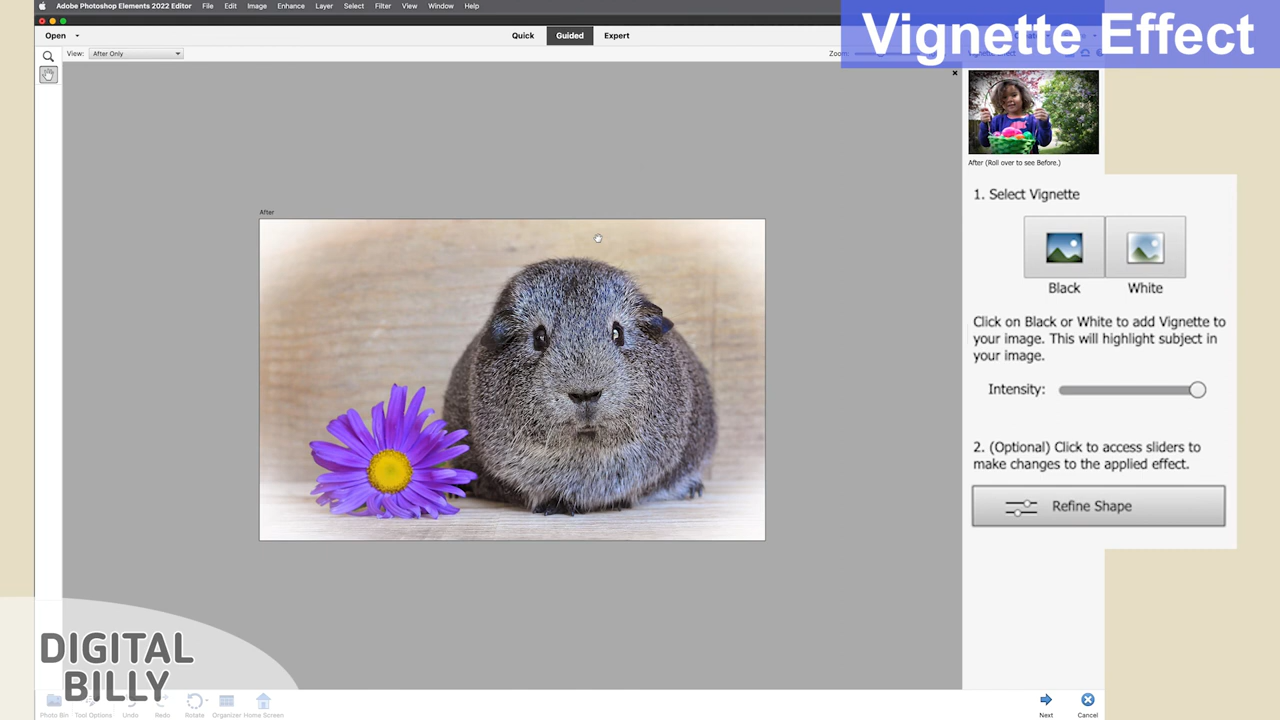 Adobe Photoshop Elements 2022 Editor File Edit Image Enhance Layer Select Filter View Window Help
Vignette Effect
Open Quick Guided Expert
View: After Only Zoom:
After (Roll over to see Before.)
1. Select Vignette
After
Black White
Click on Black or White to add Vignette to
your image. This will highlight subject in
your image.
Intensity:
2. (Optional) Click to access sliders to
make changes to the applied effect.
Refine Shape
DIGITAL
BILLY
Photo Bin Tool Options Undo Redo Rotate Organizer Home Screen Next Cancel